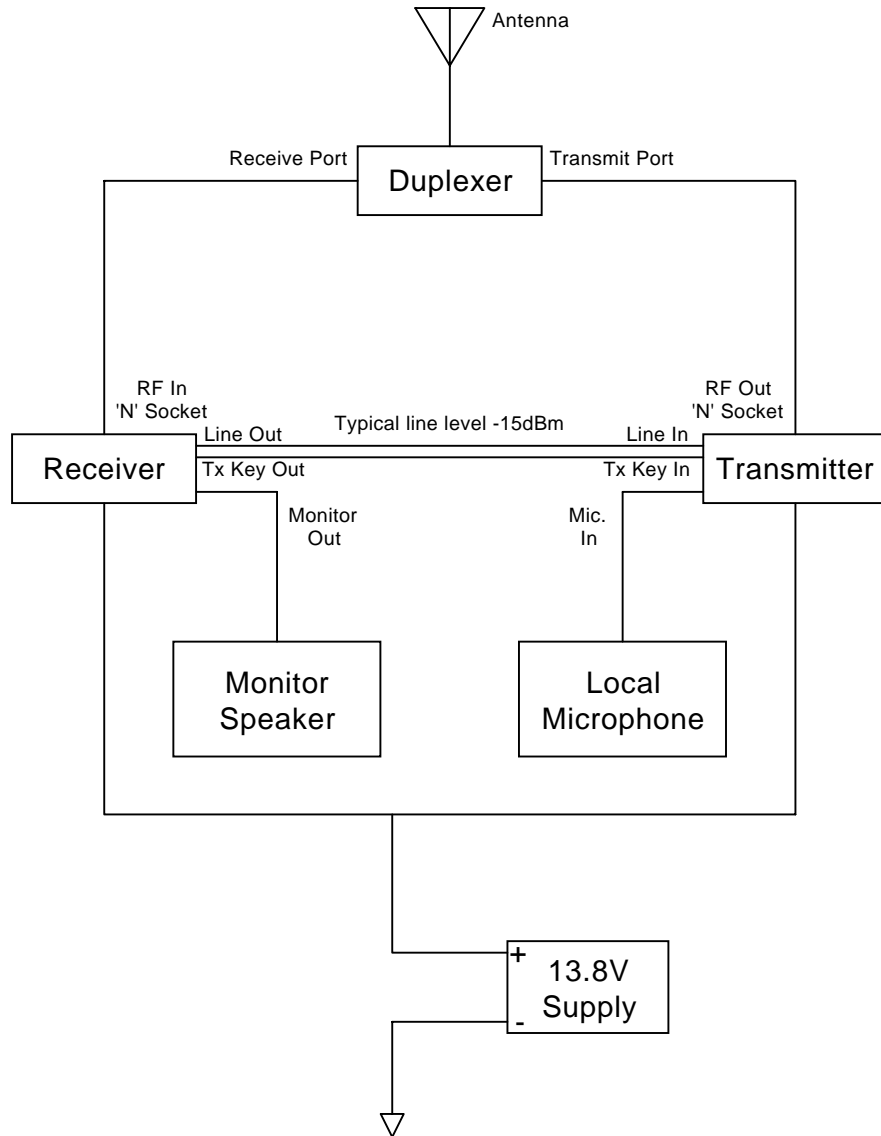 Antenna
Receive Port
Transmit Port
Duplexer
RF In
'N' Socket
RF Out
'N' Socket
Typical line level -15dBm
Line Out
Line In
Receiver
Transmitter
Tx Key Out
Tx Key In
Monitor
Out
Mic.
In
Monitor
Speaker
Local
Microphone
+
13.8V
Supply
-